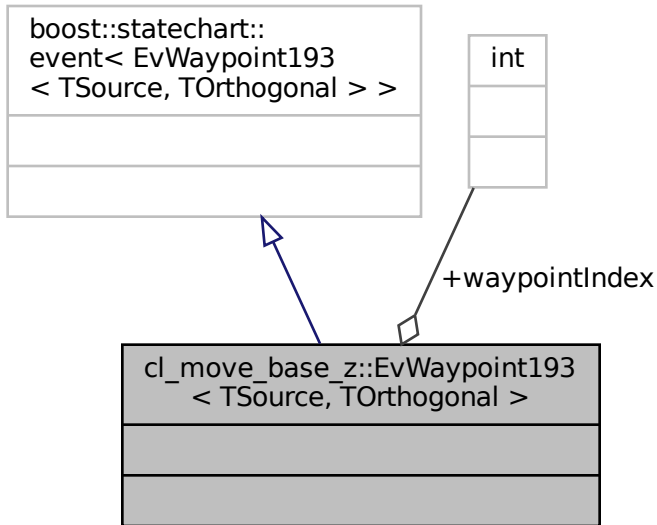 boost::statechart::
event< EvWaypoint193
< TSource, TOrthogonal > >
int
+waypointIndex
cl_move_base_z::EvWaypoint193
< TSource, TOrthogonal >